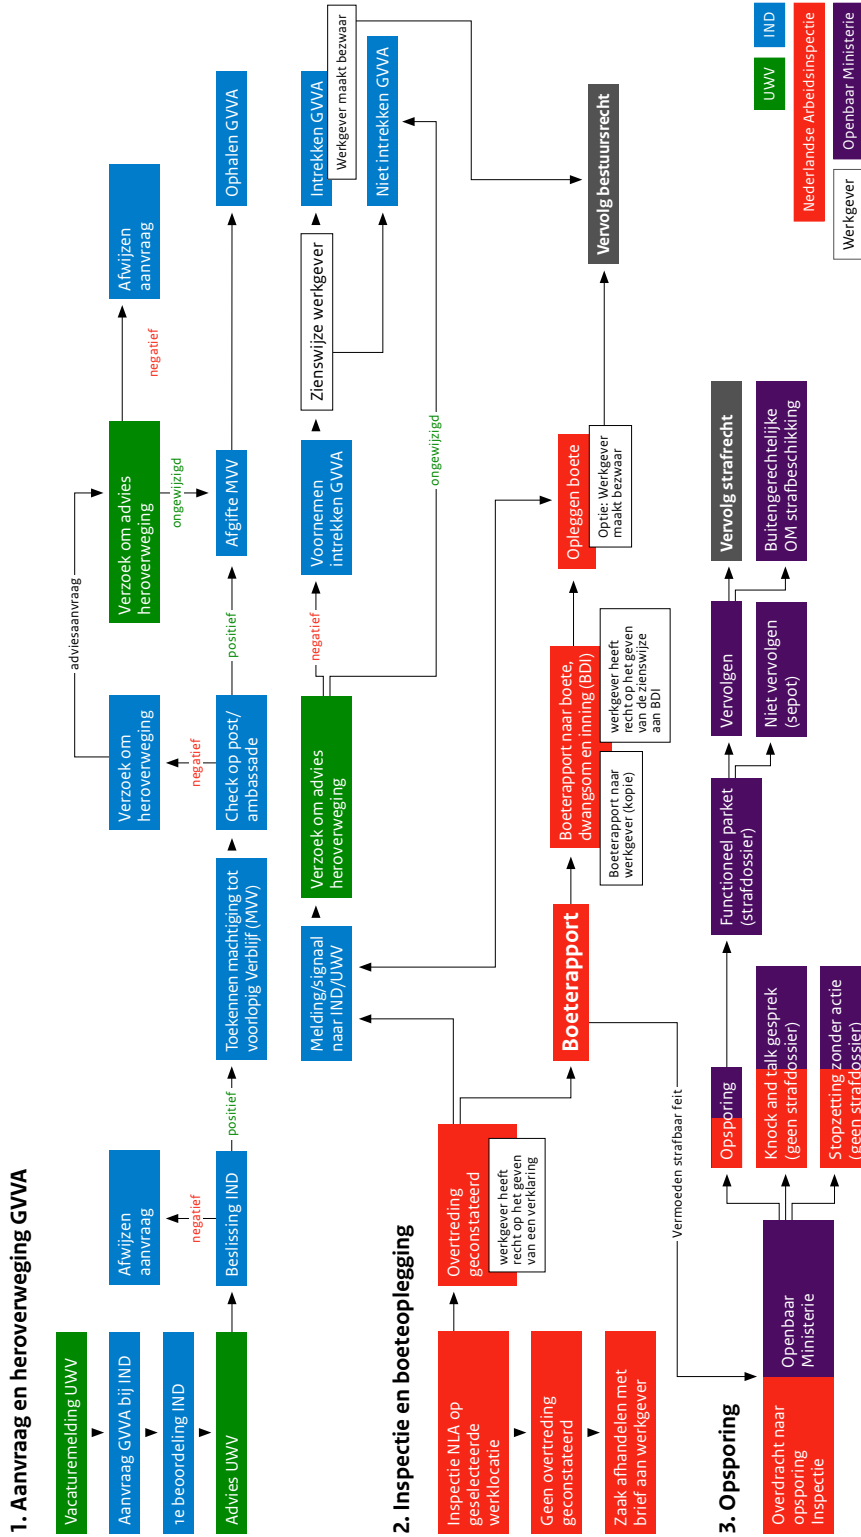 1. Aanvraag en heroverweging GVVA
Vacaturemelding UWV
Aanvraag GVVA bij IND
1e beoordeling IND
Advies UWV
Afwijzen
aanvraag
negatief
Beslissing IND
positief
Toekennen machtiging tot
voorlopig Verblijf (MVV)
Verzoek om
heroverweging
negatief
Check op post/
ambassade
adviesaanvraag
positief
Verzoek om advies
heroverweging
ongewijzigd
Afgifte MVV
negatief
Afwijzen
aanvraag
Ophalen GVVA
Melding/signaal
naar IND/UWV
Verzoek om advies
heroverweging
negatief
ongewijzigd
Voornemen
intrekken GVVA
Zienswijze werkgever
Intrekken GVVA
Werkgever maakt bezwaar
Niet intrekken GVVA
2. Inspectie en boeteoplegging
Inspectie NLA op
geselecteerde
werklocatie
Geen overtreding
geconstateerd
Zaak afhandelen met
brief aan werkgever
Overtreding
geconstateerd
werkgever heeft
recht op het geven
van een verklaring
Boeterapport
Boeterapport naar boete,
dwangsom en inning (BDI)
Boeterapport naar
werkgever (kopie)
werkgever heeft
recht op het geven
van de zienswijze
aan BDI
Opleggen boete
Optie: Werkgever
maakt bezwaar
Vervolg bestuursrecht
Vermoeden strafbaar feit
3. Opsporing
Overdracht naar
opsporing
Inspectie
Openbaar
Ministerie
Opsporing
Knock and talk gesprek
(geen strafdossier)
Stopzetting zonder actie
(geen strafdossier)
Functioneel parket
(strafdossier)
Vervolgen
Niet vervolgen
(sepot)
Vervolg strafrecht
Buitengerechtelijke
OM strafbeschikking
UWV
IND
Nederlandse Arbeidsinspectie
Werkgever
Openbaar Ministerie